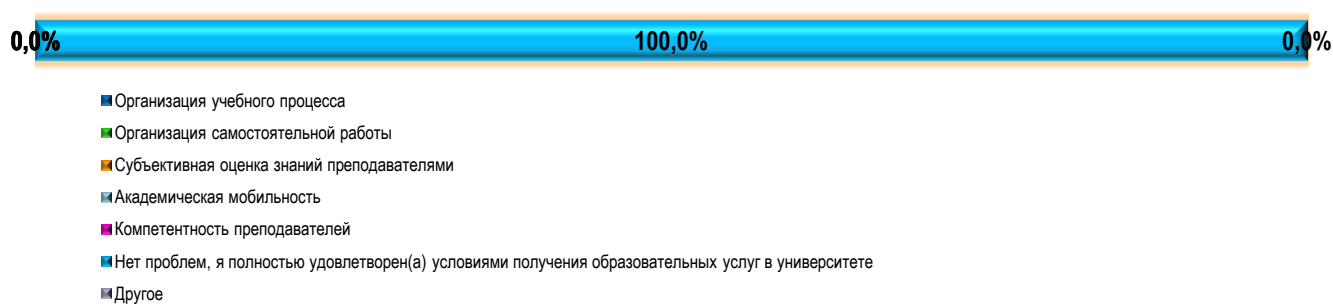 0,0% 100,0% 0,0%
Организация учебного процесса
Организация самостоятельной работы
Субъективная оценка знаний преподавателями
Академическая мобильность
Компетентность преподавателей
Нет проблем, я полностью удовлетворен(а) условиями получения образовательных услуг в университете
Другое